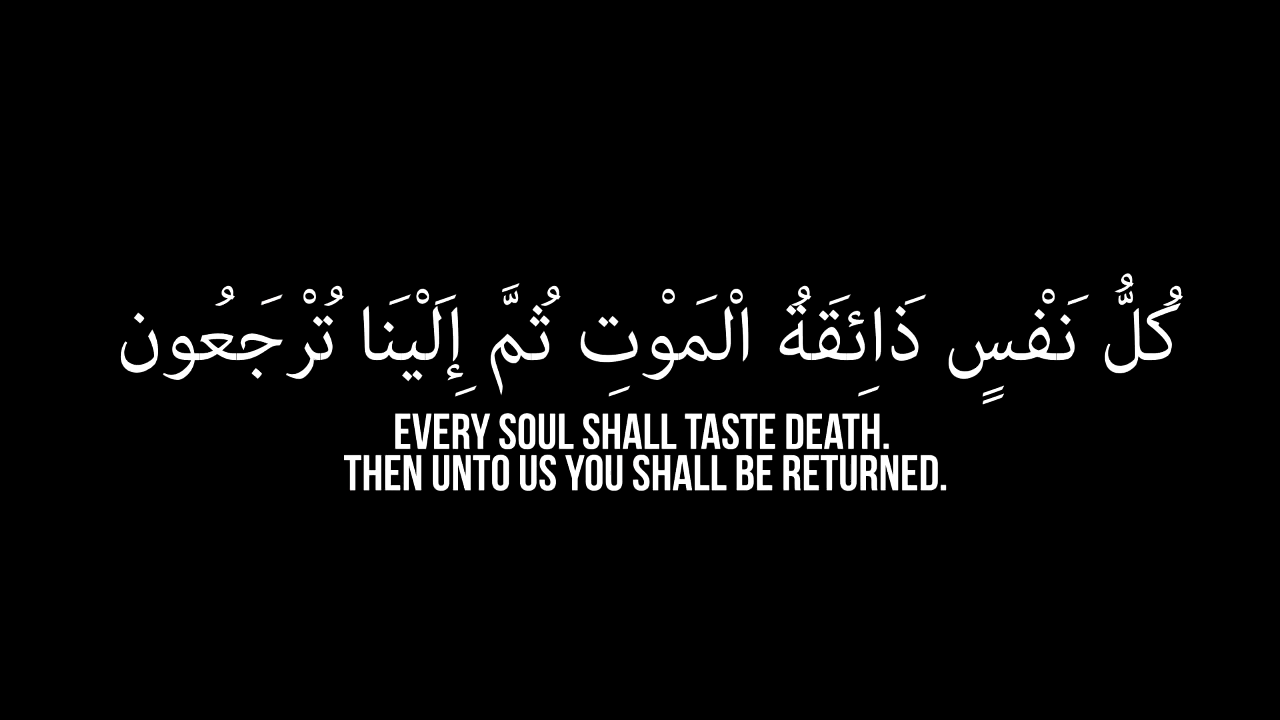 كُلُّ نَفْسٍ ذَائِقَةُ الْمَوْتِ ثُمَّ إِلَيْنَا تُرْجَعُون
EVERY SOUL SHALL TASTE DEATH.
THEN UNTO US YOU SHALL BE RETURNED.